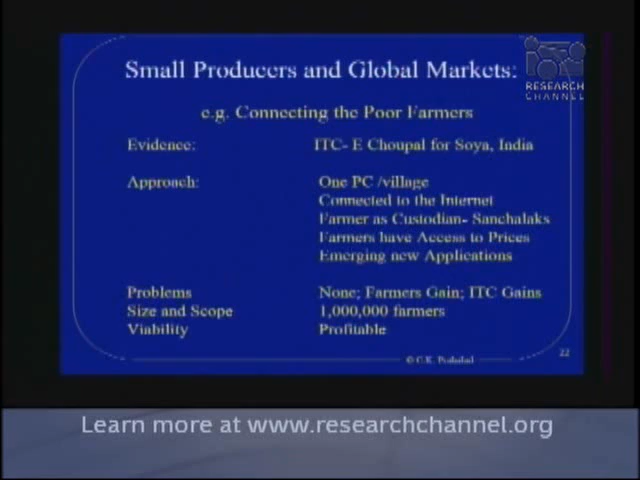 Small Producers and Global Markets:
RESEARCH
CHANNEL
e.g. Connecting the Poor Farmers
Evidence: ITC- E Choupal for Soya, India
Approach: One PC /village
Connected to the Internet
Farmer as Custodian- Sanchalaks
Farmers have Access to Prices
Emerging new Applications
Problems None; Farmers Gain; ITC Gains
Size and Scope 1,000,000 farmers
Viability Profitable
© C.K. Prahalad
22
Learn more at www.researchchannel.org